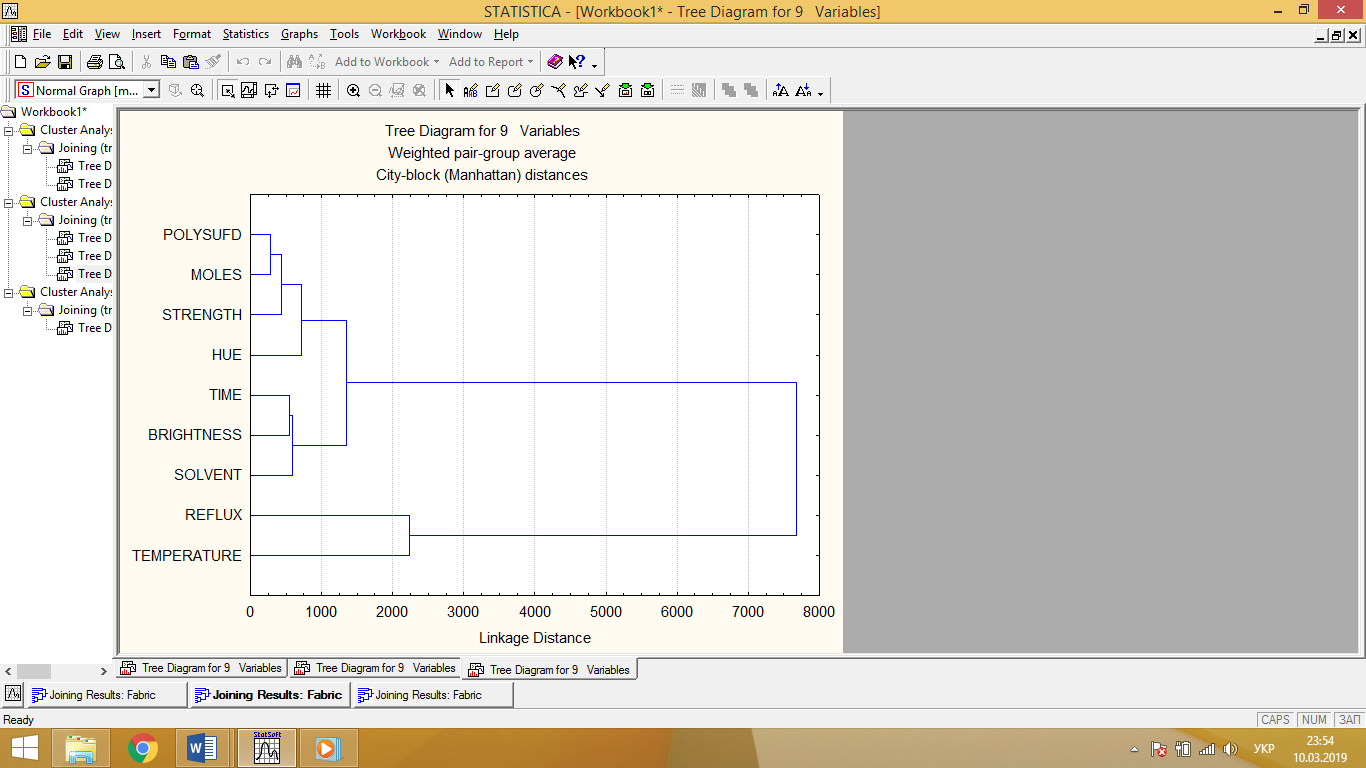 STATISTICA - [Workbook1* - Tree Diagram for 9 Variables]
File Edit View Insert Format Statistics Graphs Tools Workbook Window Help
Add to Workbook Add to Report
Normal Graph [m...
Workbook1*
Cluster Analys
Joining (tr
Tree D
Tree D
Cluster Analys
Joining (tr
Tree D
Tree D
Tree D
Cluster Analys
Joining (tr
Tree D
Tree Diagram for 9 Variables
Weighted pair-group average
City-block (Manhattan) distances
POLYSUFD
MOLES
STRENGTH
HUE
TIME
BRIGHTNESS
SOLVENT
REFLUX
TEMPERATURE
0 1000 2000 3000 4000 5000 6000 7000 8000
Linkage Distance
Tree Diagram for 9 Variables Tree Diagram for 9 Variables Tree Diagram for 9 Variables
Joining Results: Fabric Joining Results: Fabric Joining Results: Fabric
Ready CAPS NUM ЗАП
StatSoft
УКР
23:54
10.03.2019